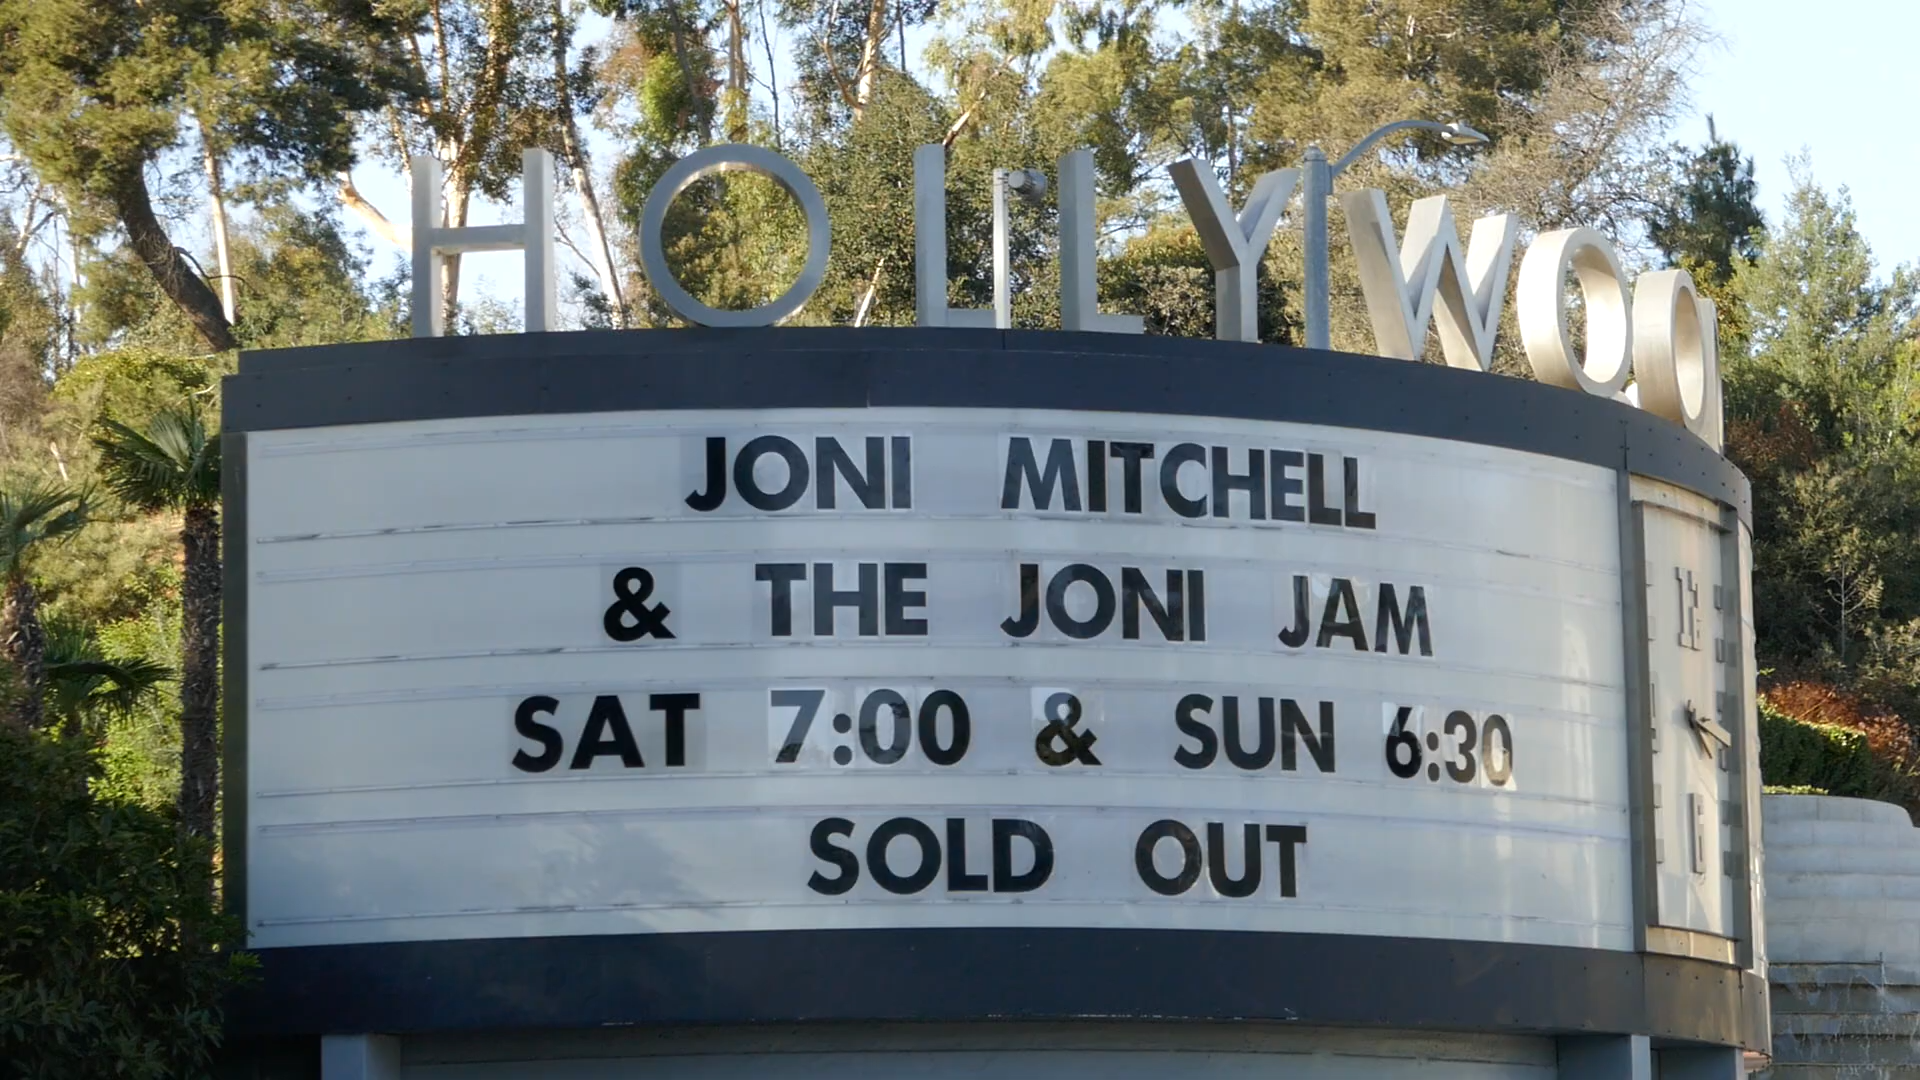 HOLLYWOO
JONI MITCHELL
& THE JONI JAM
SAT 7:00 & SUN 6:30
SOLD OUT